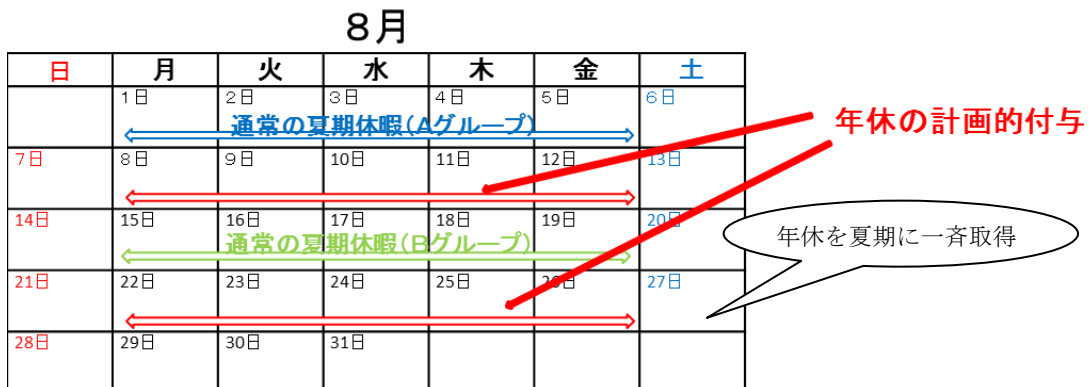 8月
日 月 火 水 木 金 土
1日 2日 3日 4日 5日 6日
通常の夏期休暇(Aグループ)
年休の計画的付与
7日 8日 9日 10日 11日 12日 13日
14日 15日 16日 17日 18日 19日 20日
通常の夏期休暇(Bグループ)
年休を夏期に一斉取得
21日 22日 23日 24日 25日 26日 27日
28日 29日 30日 31日